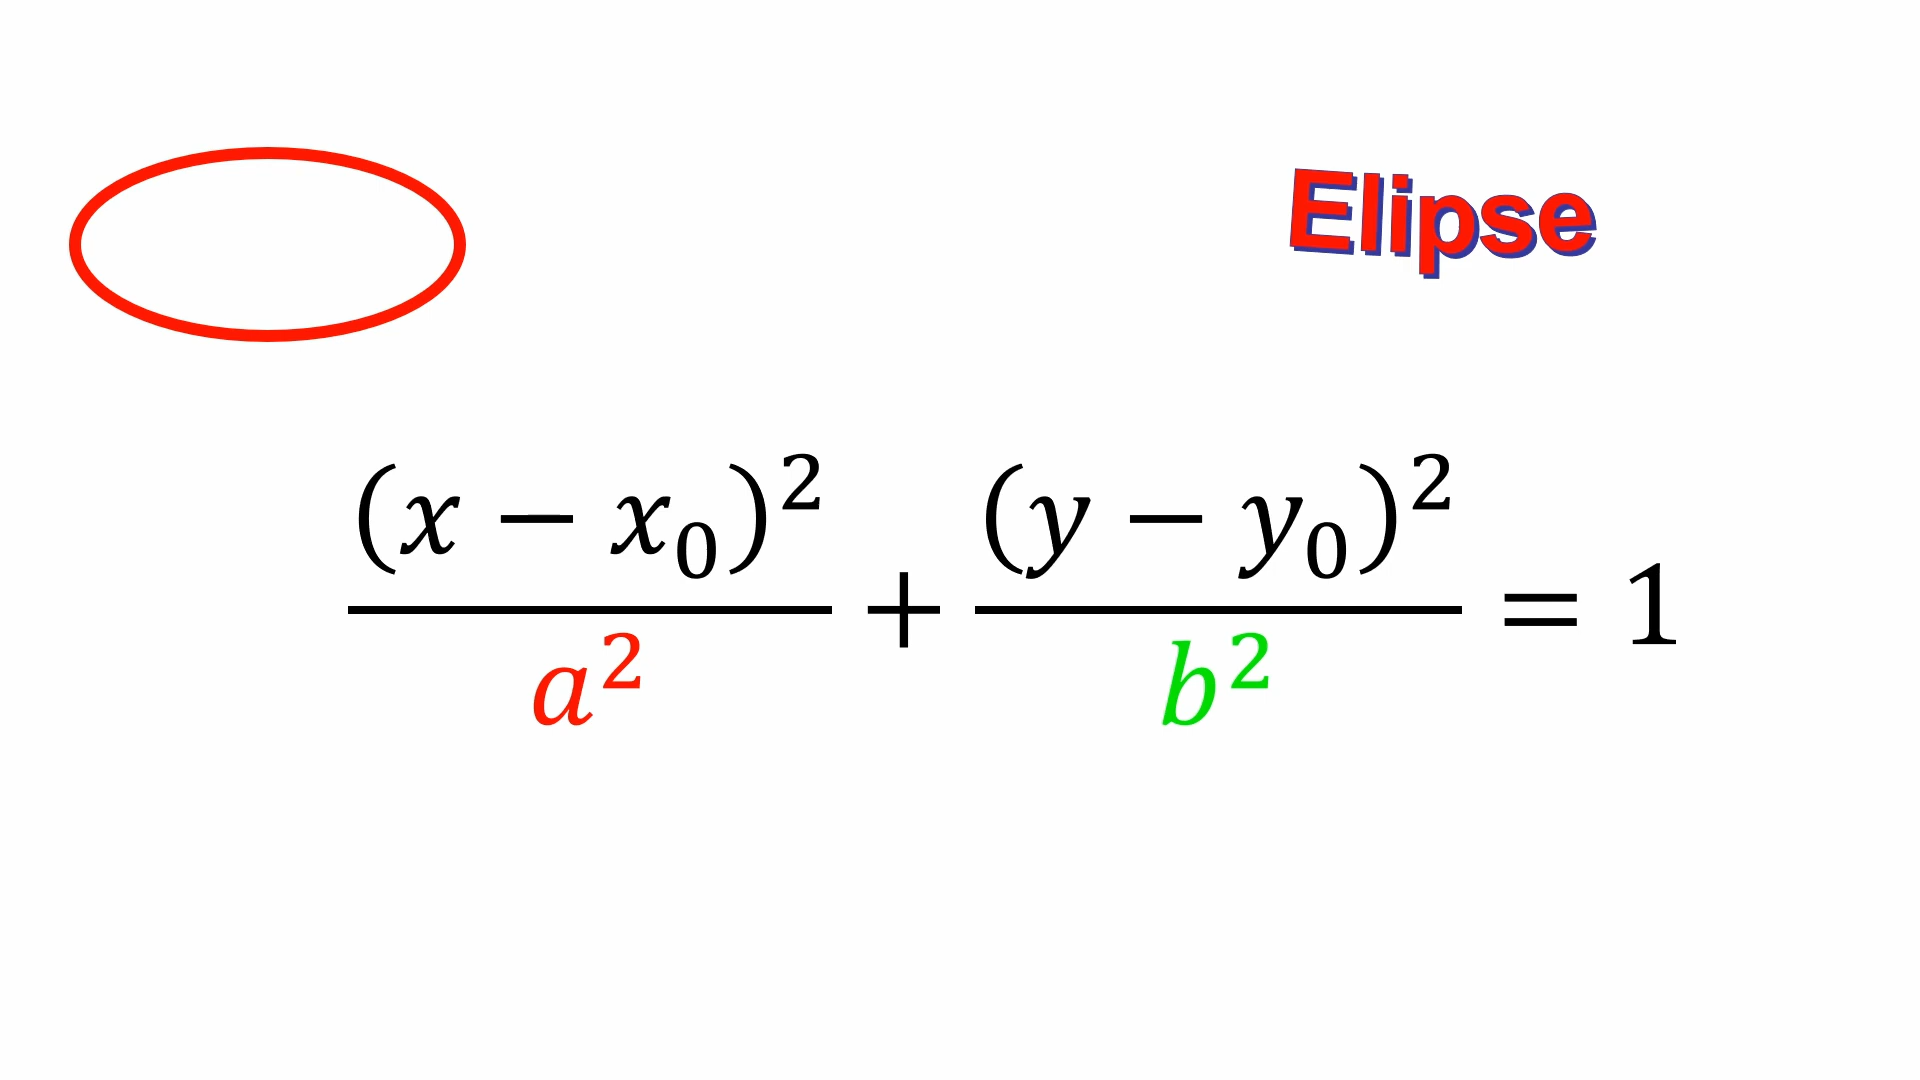 Elipse
(x − x₀)² / a² + (y − y₀)² / b² = 1